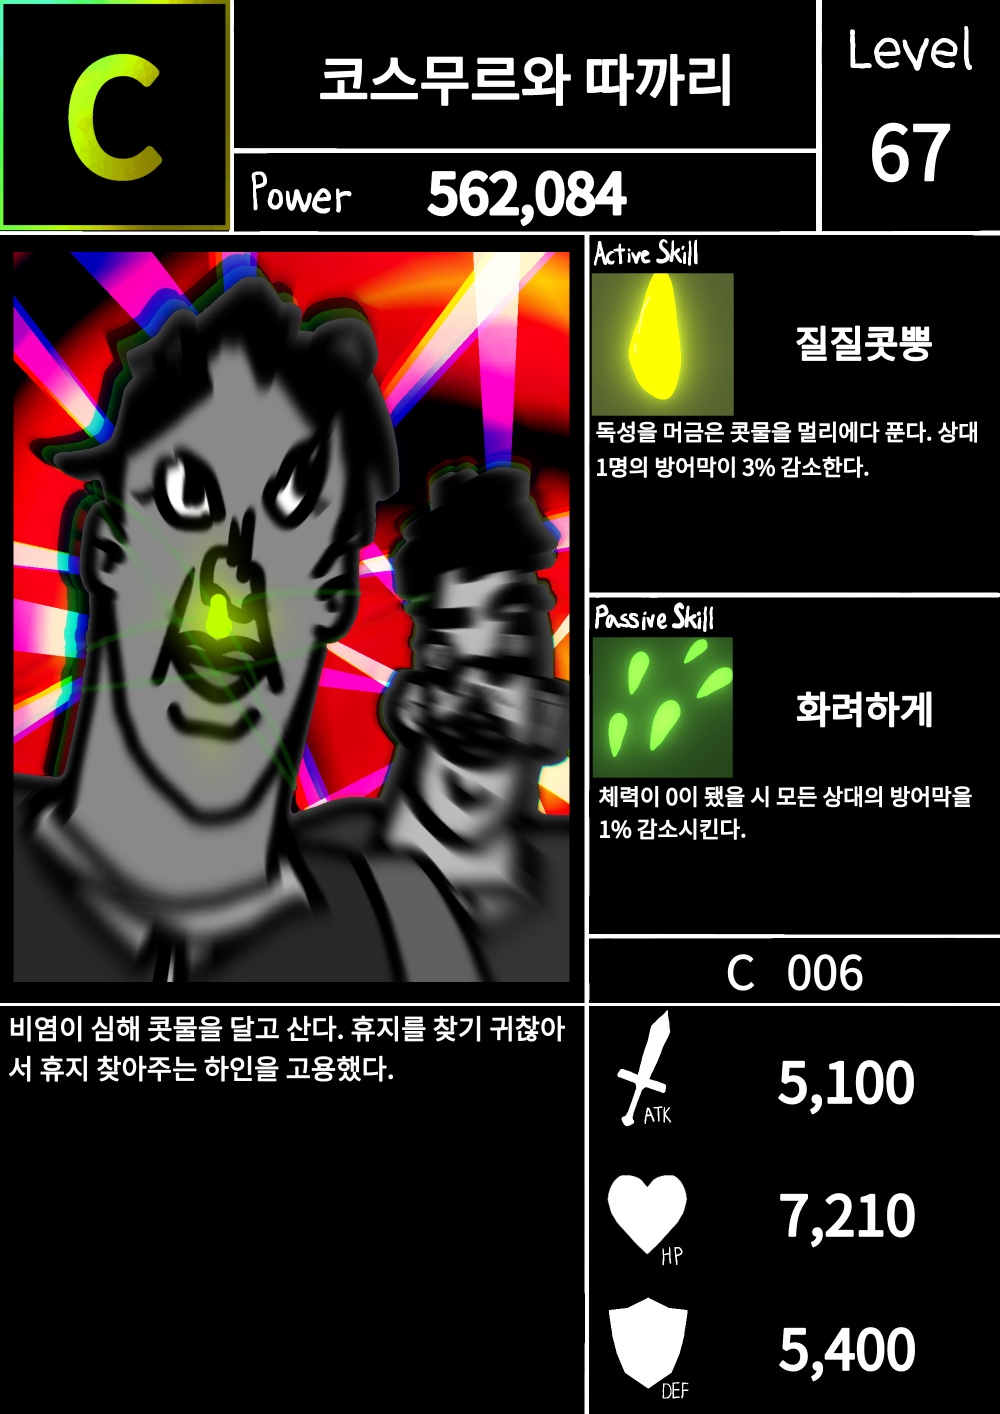 C
코스무르와 따까리
Level
67
Power 562,084
Active Skill
질질콧뿡
독성을 머금은 콧물을 멀리에다 푼다. 상대
1명의 방어막이 3% 감소한다.
Passive Skill
화려하게
체력이 0이 됐을 시 모든 상대의 방어막을
1% 감소시킨다.
C 006
비염이 심해 콧물을 달고 산다. 휴지를 찾기 귀찮아
서 휴지 찾아주는 하인을 고용했다.
ATK 5,100
HP 7,210
DEF 5,400